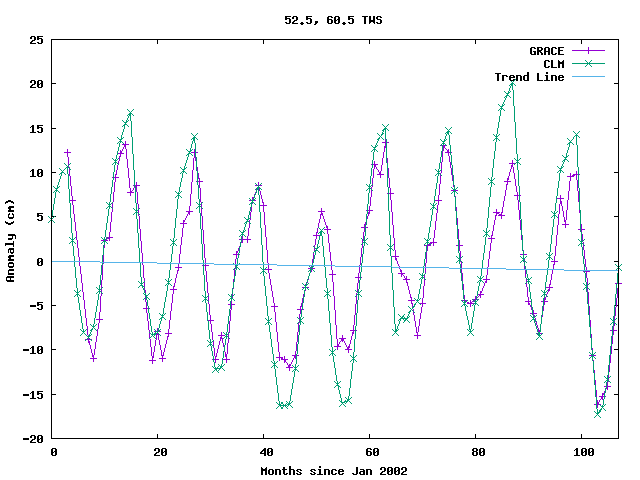 52.5, 60.5 TWS
25
20
15
10
5
0
-5
-10
-15
-20
Anomaly (cm)
GRACE
CLM
Trend Line
0 20 40 60 80 100
Months since Jan 2002